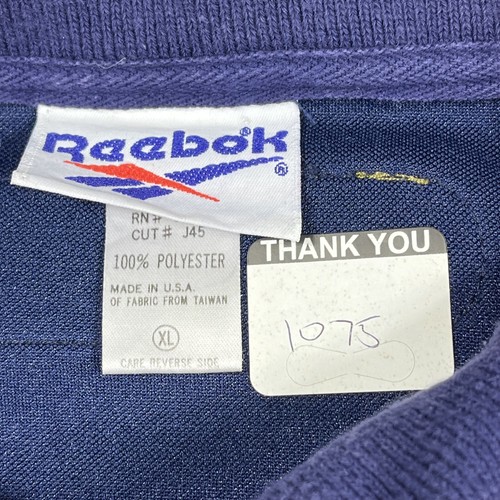 Reebok
®
RN#
CUT# J45
100% POLYESTER
MADE IN U.S.A.
OF FABRIC FROM TAIWAN
XL
CARE REVERSE SIDE
THANK YOU
1075